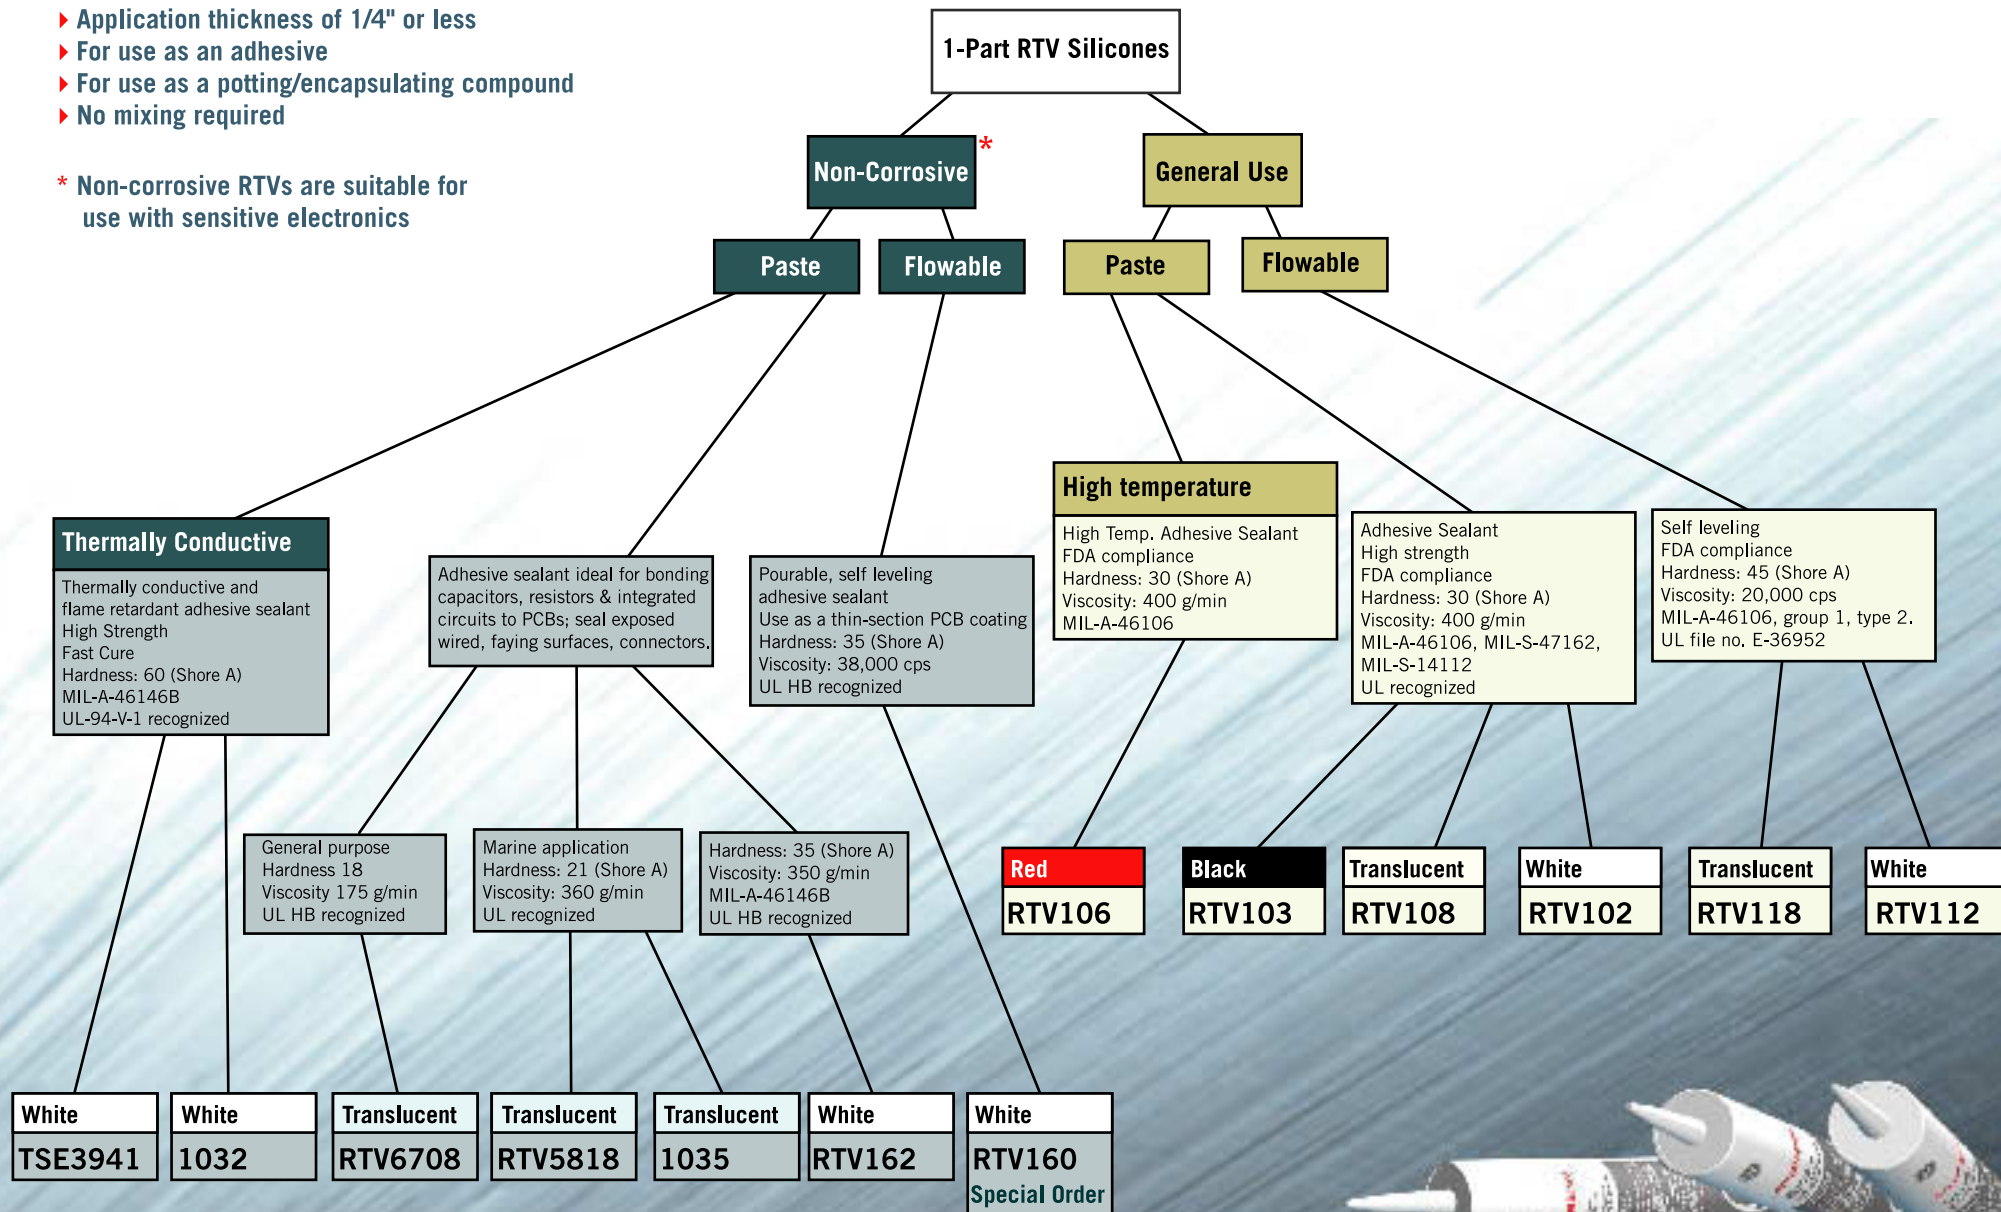 Application thickness of 1/4" or less
For use as an adhesive
For use as a potting/encapsulating compound
No mixing required
* Non-corrosive RTVs are suitable for
use with sensitive electronics
1-Part RTV Silicones
Non-Corrosive *
General Use
Paste
Flowable
Paste
Flowable
Thermally Conductive
Thermally conductive and
flame retardant adhesive sealant
High Strength
Fast Cure
Hardness: 60 (Shore A)
MIL-A-46146B
UL-94-V-1 recognized
Adhesive sealant ideal for bonding
capacitors, resistors & integrated
circuits to PCBs; seal exposed
wired, faying surfaces, connectors.
Pourable, self leveling
adhesive sealant
Use as a thin-section PCB coating
Hardness: 35 (Shore A)
Viscosity: 38,000 cps
UL HB recognized
High temperature
High Temp. Adhesive Sealant
FDA compliance
Hardness: 30 (Shore A)
Viscosity: 400 g/min
MIL-A-46106
Adhesive Sealant
High strength
FDA compliance
Hardness: 30 (Shore A)
Viscosity: 400 g/min
MIL-A-46106, MIL-S-47162,
MIL-S-14112
UL recognized
Self leveling
FDA compliance
Hardness: 45 (Shore A)
Viscosity: 20,000 cps
MIL-A-46106, group 1, type 2.
UL file no. E-36952
General purpose
Hardness 18
Viscosity 175 g/min
UL HB recognized
Marine application
Hardness: 21 (Shore A)
Viscosity: 360 g/min
UL recognized
Hardness: 35 (Shore A)
Viscosity: 350 g/min
MIL-A-46146B
UL HB recognized
Red
RTV106
Black
RTV103
Translucent
RTV108
White
RTV102
Translucent
RTV118
White
RTV112
White
TSE3941
White
1032
Translucent
RTV6708
Translucent
RTV5818
Translucent
1035
White
RTV162
White
RTV160
Special Order